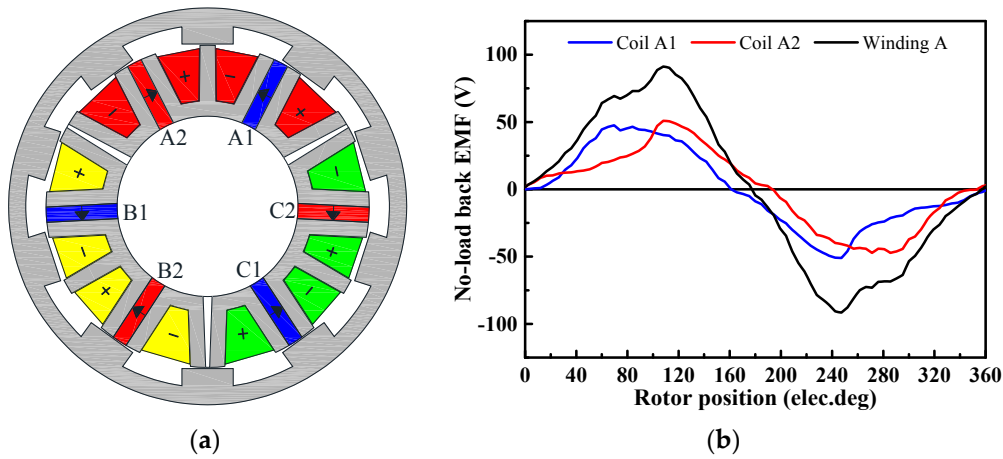 A1
A2
B1
B2
C1
C2
+
−
+
−
+
−
+
−
+
−
+
−
(a)
Coil A1 Coil A2 Winding A
No-load back EMF (V)
100
50
0
-50
-100
0 40 80 120 160 200 240 280 320 360
Rotor position (elec.deg)
(b)